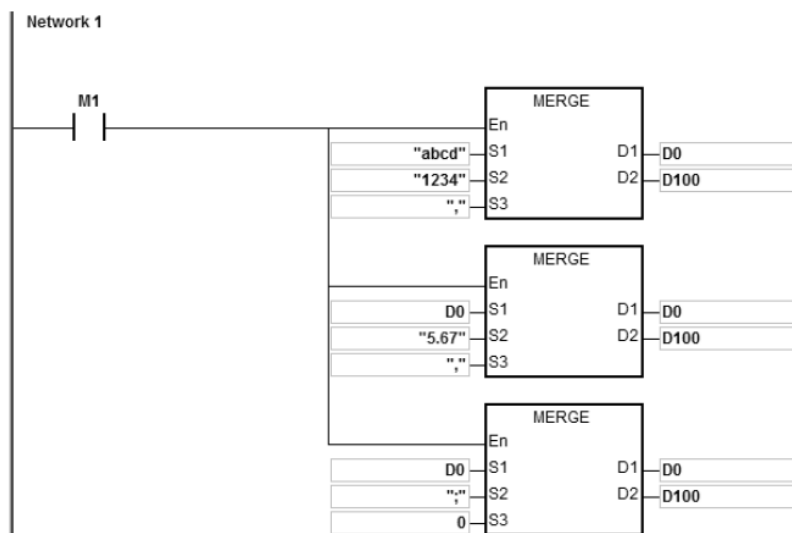 Network 1
M1
MERGE
En
"abcd" S1 D1 D0
"1234" S2 D2 D100
"," S3
MERGE
En
D0 S1 D1 D0
"5.67" S2 D2 D100
"," S3
MERGE
En
D0 S1 D1 D0
";" S2 D2 D100
0 S3